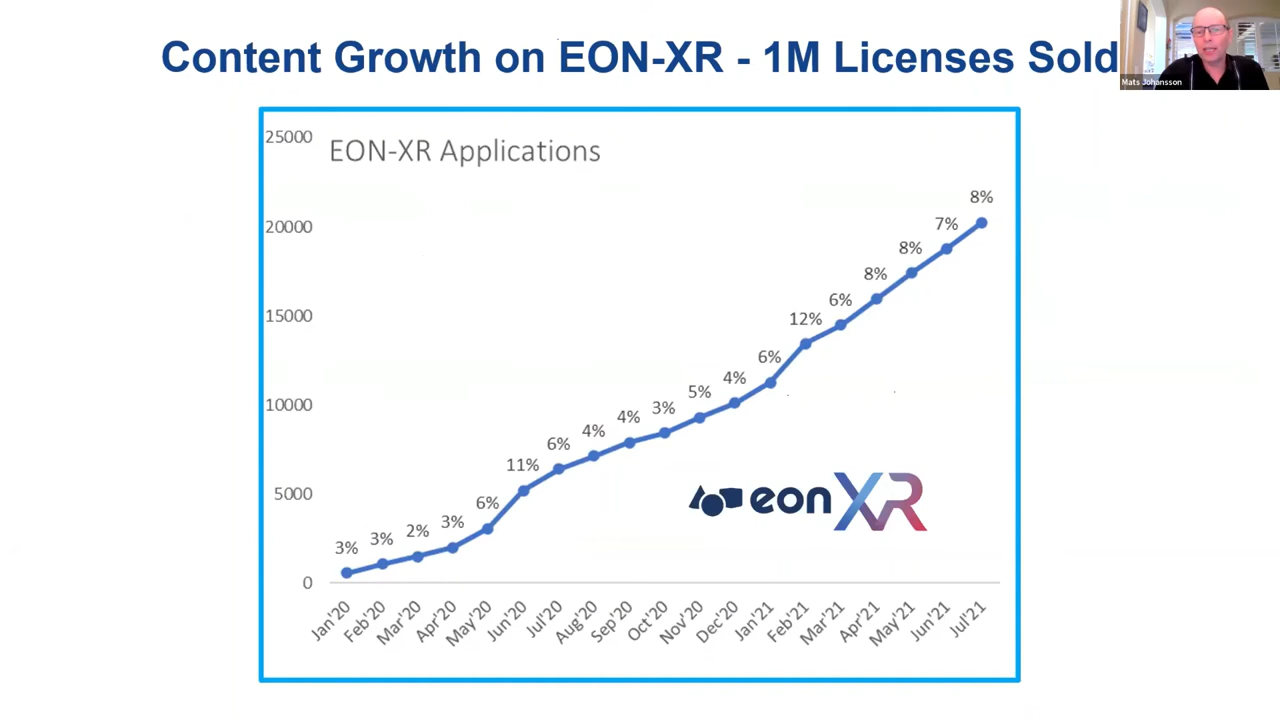 Content Growth on EON-XR - 1M Licenses Sold
Mats Johansson
EON-XR Applications
25000
20000
15000
10000
5000
0
3%
3%
2%
3%
6%
11%
6%
4%
4%
3%
5%
4%
6%
12%
6%
8%
8%
7%
8%
eon XR
Jan'20
Feb'20
Mar'20
Apr'20
May'20
Jun'20
Jul'20
Aug'20
Sep'20
Oct'20
Nov'20
Dec'20
Jan'21
Feb'21
Mar'21
Apr'21
May'21
Jun'21
Jul'21